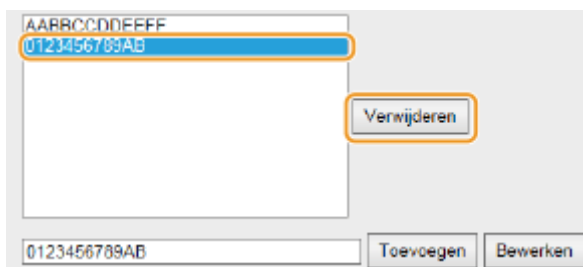 AABBCCDDEEFF
0123456789AB
Verwijderen
0123456789AB
Toevoegen
Bewerken